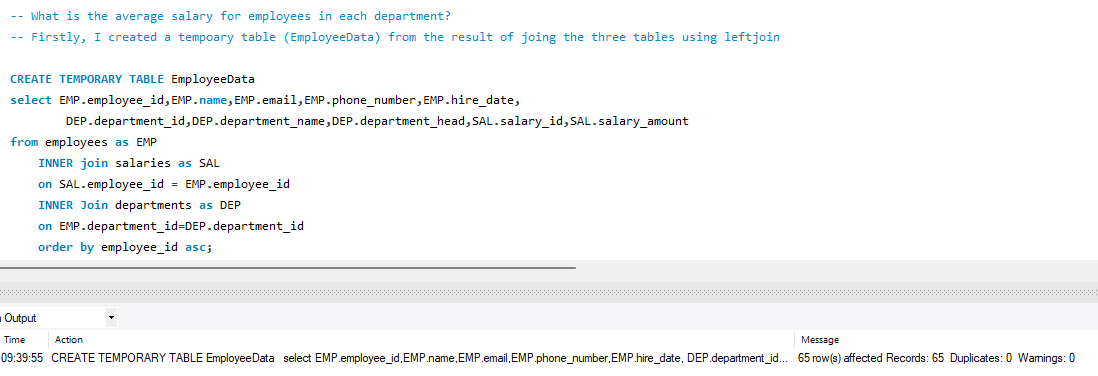 -- What is the average salary for employees in each department?
-- Firstly, I created a tempoary table (EmployeeData) from the result of joing the three tables using leftjoin
CREATE TEMPORARY TABLE EmployeeData
select EMP.employee_id,EMP.name,EMP.email,EMP.phone_number,EMP.hire_date,
DEP.department_id,DEP.department_name,DEP.department_head,SAL.salary_id,SAL.salary_amount
from employees as EMP
INNER join salaries as SAL
on SAL.employee_id = EMP.employee_id
INNER Join departments as DEP
on EMP.department_id=DEP.department_id
order by employee_id asc;
Output
Time Action Message
09:39:55 CREATE TEMPORARY TABLE EmployeeData select EMP.employee_id,EMP.name,EMP.email,EMP.phone_number,EMP.hire_date, DEP.department_id... 65 row(s) affected Records: 65 Duplicates: 0 Warnings: 0